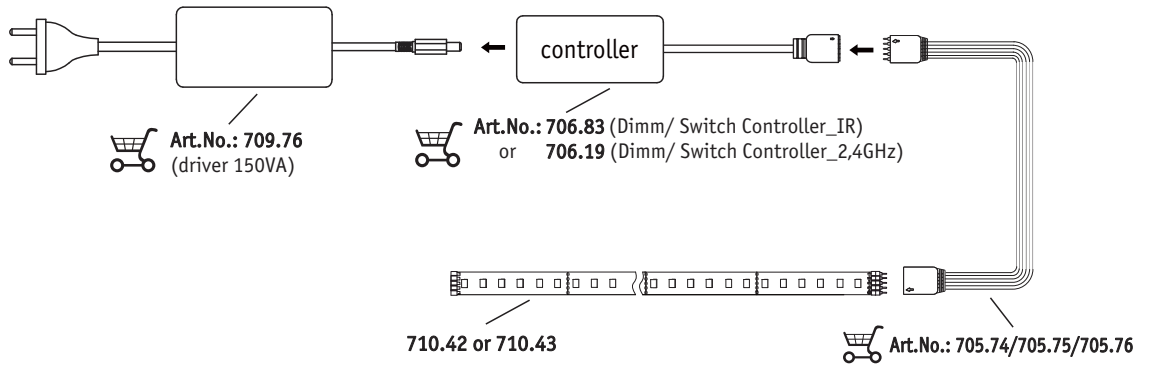 controller
Art.No.: 709.76
(driver 150VA)
Art.No.: 706.83 (Dimm/ Switch Controller_IR)
or 706.19 (Dimm/ Switch Controller_2,4GHz)
710.42 or 710.43
Art.No.: 705.74/705.75/705.76